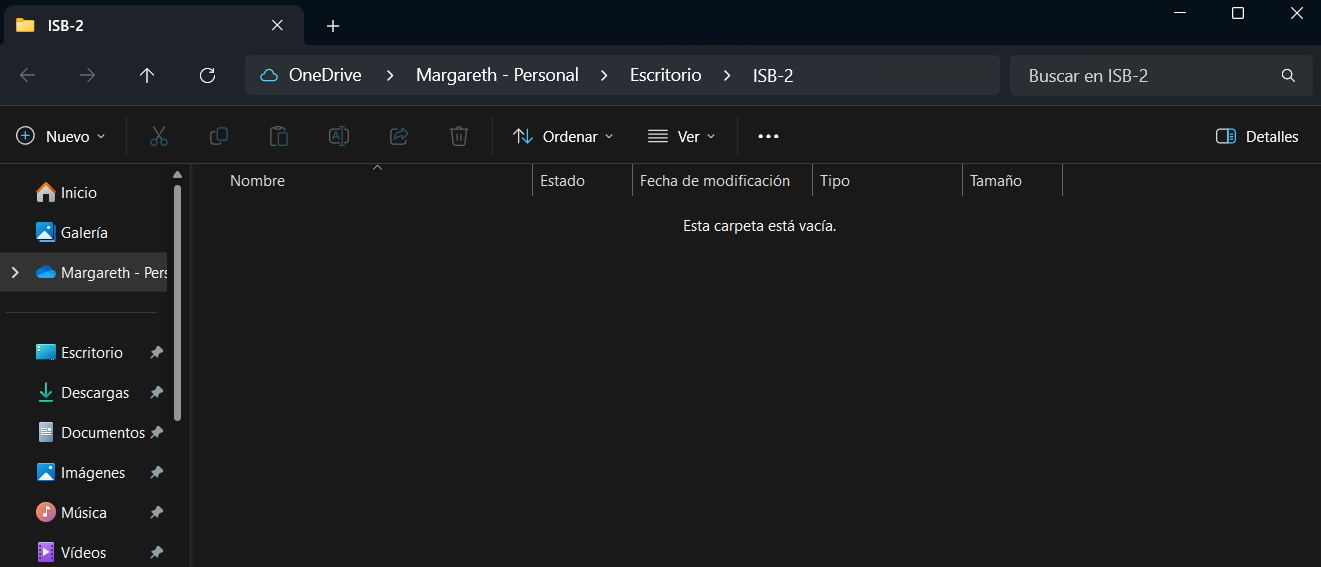 ISB-2
OneDrive > Margareth - Personal > Escritorio > ISB-2
Buscar en ISB-2
Nuevo
Ordenar
Ver
Detalles
Nombre Estado Fecha de modificación Tipo Tamaño
Esta carpeta está vacía.
Inicio
Galería
Margareth - Pers
Escritorio
Descargas
Documentos
Imágenes
Música
Vídeos